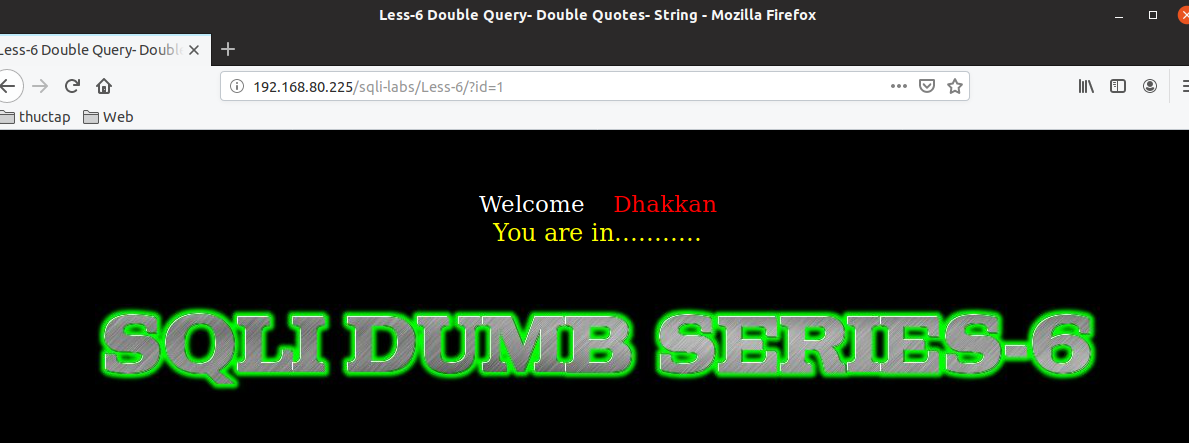 Less-6 Double Query- Double Quotes- String - Mozilla Firefox
Less-6 Double Query- Doubl
192.168.80.225/sqli-labs/Less-6/?id=1
thuctap Web
Welcome Dhakkan
You are in...........
SQLI DUMB SERIES-6